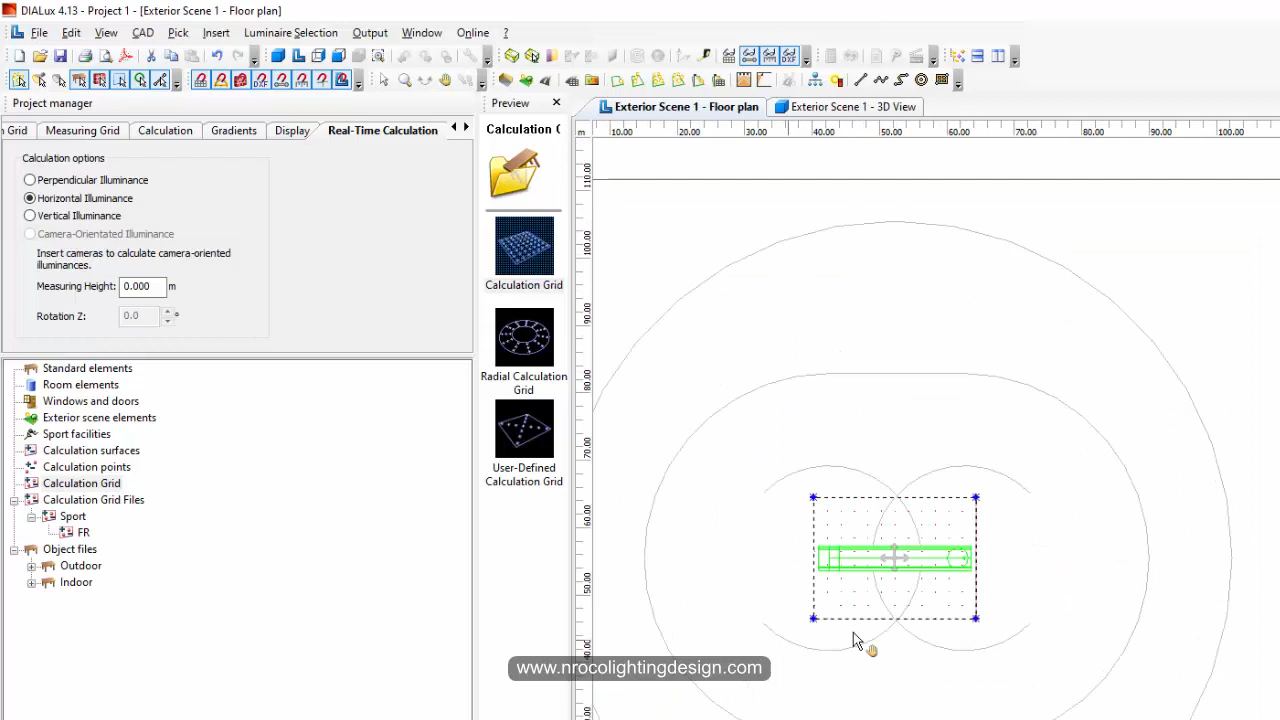 DIALux 4.13 - Project 1 - [Exterior Scene 1 - Floor plan]
File Edit View CAD Pick Insert Luminaire Selection Output Window Online ?
Project manager
n Grid Measuring Grid Calculation Gradients Display Real-Time Calculation
Calculation options
Perpendicular Illuminance
Horizontal Illuminance
Vertical Illuminance
Camera-Orientated Illuminance
Insert cameras to calculate camera-oriented
illuminances.
Measuring Height: 0.000 m
Rotation Z: 0.0 °
Standard elements
Room elements
Windows and doors
Exterior scene elements
Sport facilities
Calculation surfaces
Calculation points
Calculation Grid
Calculation Grid Files
Sport
FR
Object files
Outdoor
Indoor
Preview
Calculation (
Calculation Grid
Radial Calculation
Grid
User-Defined
Calculation Grid
Exterior Scene 1 - Floor plan Exterior Scene 1 - 3D View
m 10.00 20.00 30.00 40.00 50.00 60.00 70.00 80.00 90.00 100.00
110.00
100.00
90.00
80.00
70.00
60.00
50.00
40.00
www.nrocolightingdesign.com